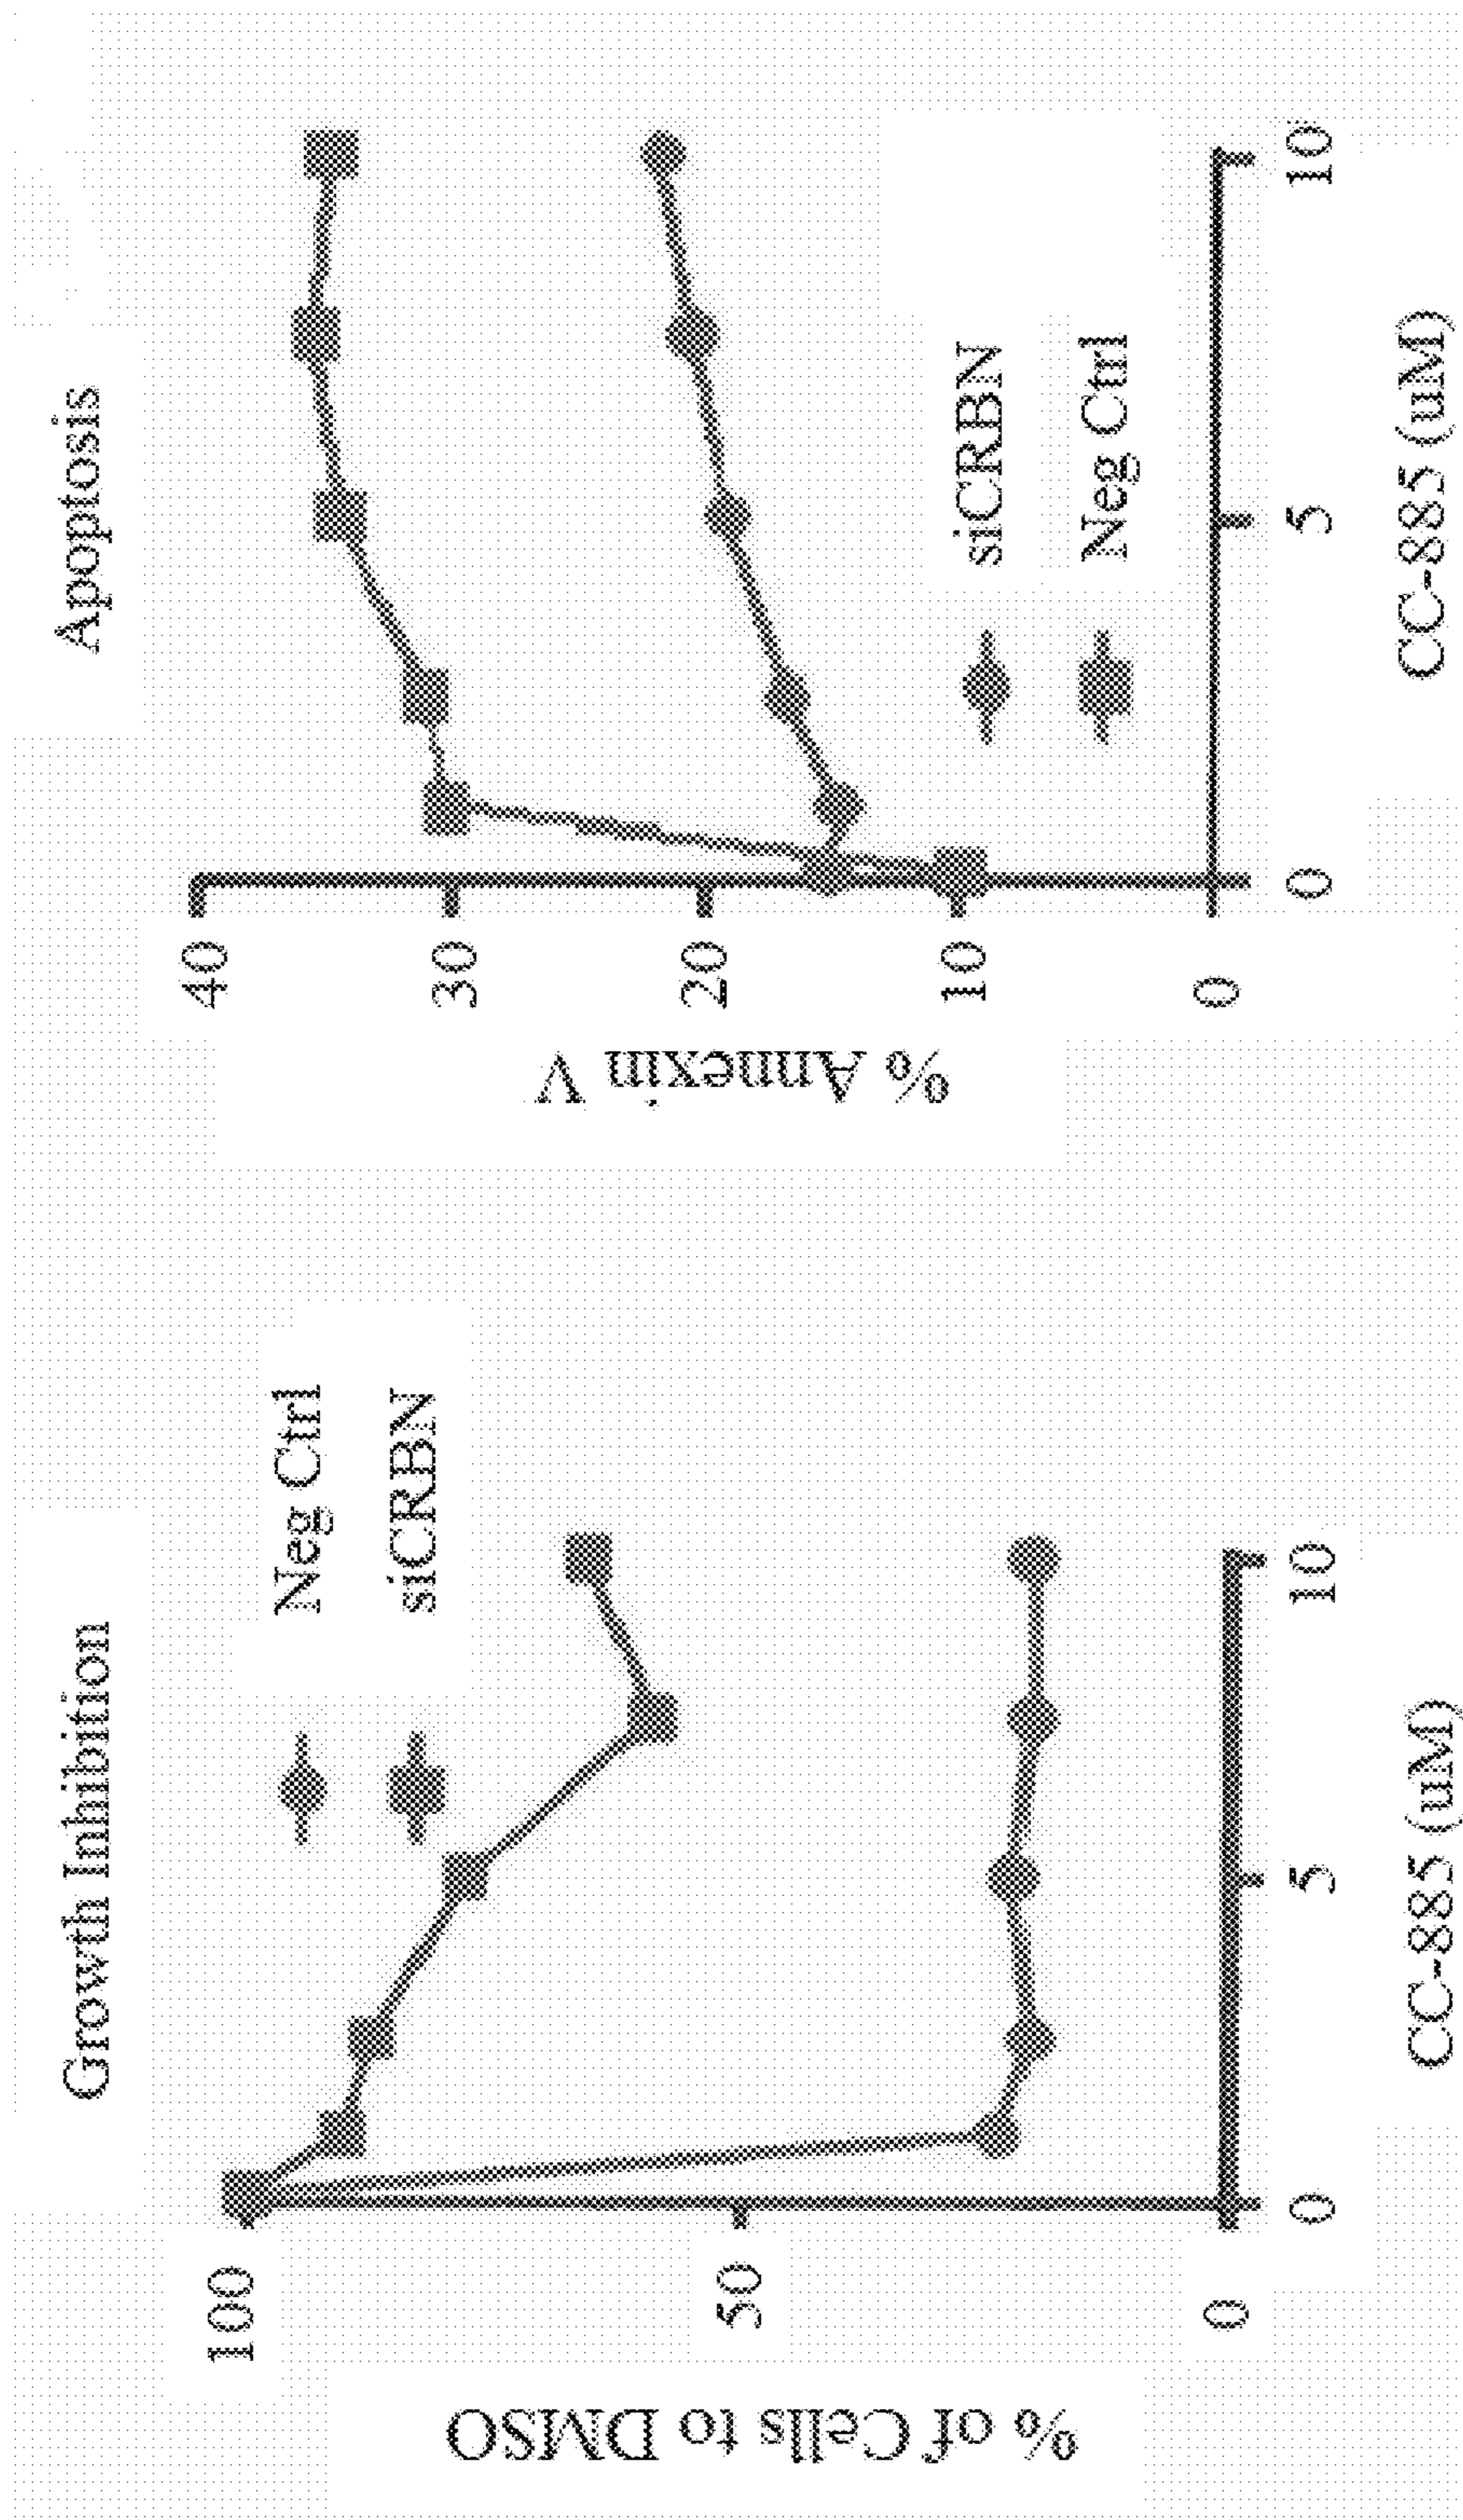 Growth Inhibition
% of Cells to DMSO
100
50
0
0
5
10
CC-885 (uM)
Neg Ctrl
siCRBN
Apoptosis
% Annexin V
40
30
20
10
0
0
5
10
CC-885 (uM)
siCRBN
Neg Ctrl